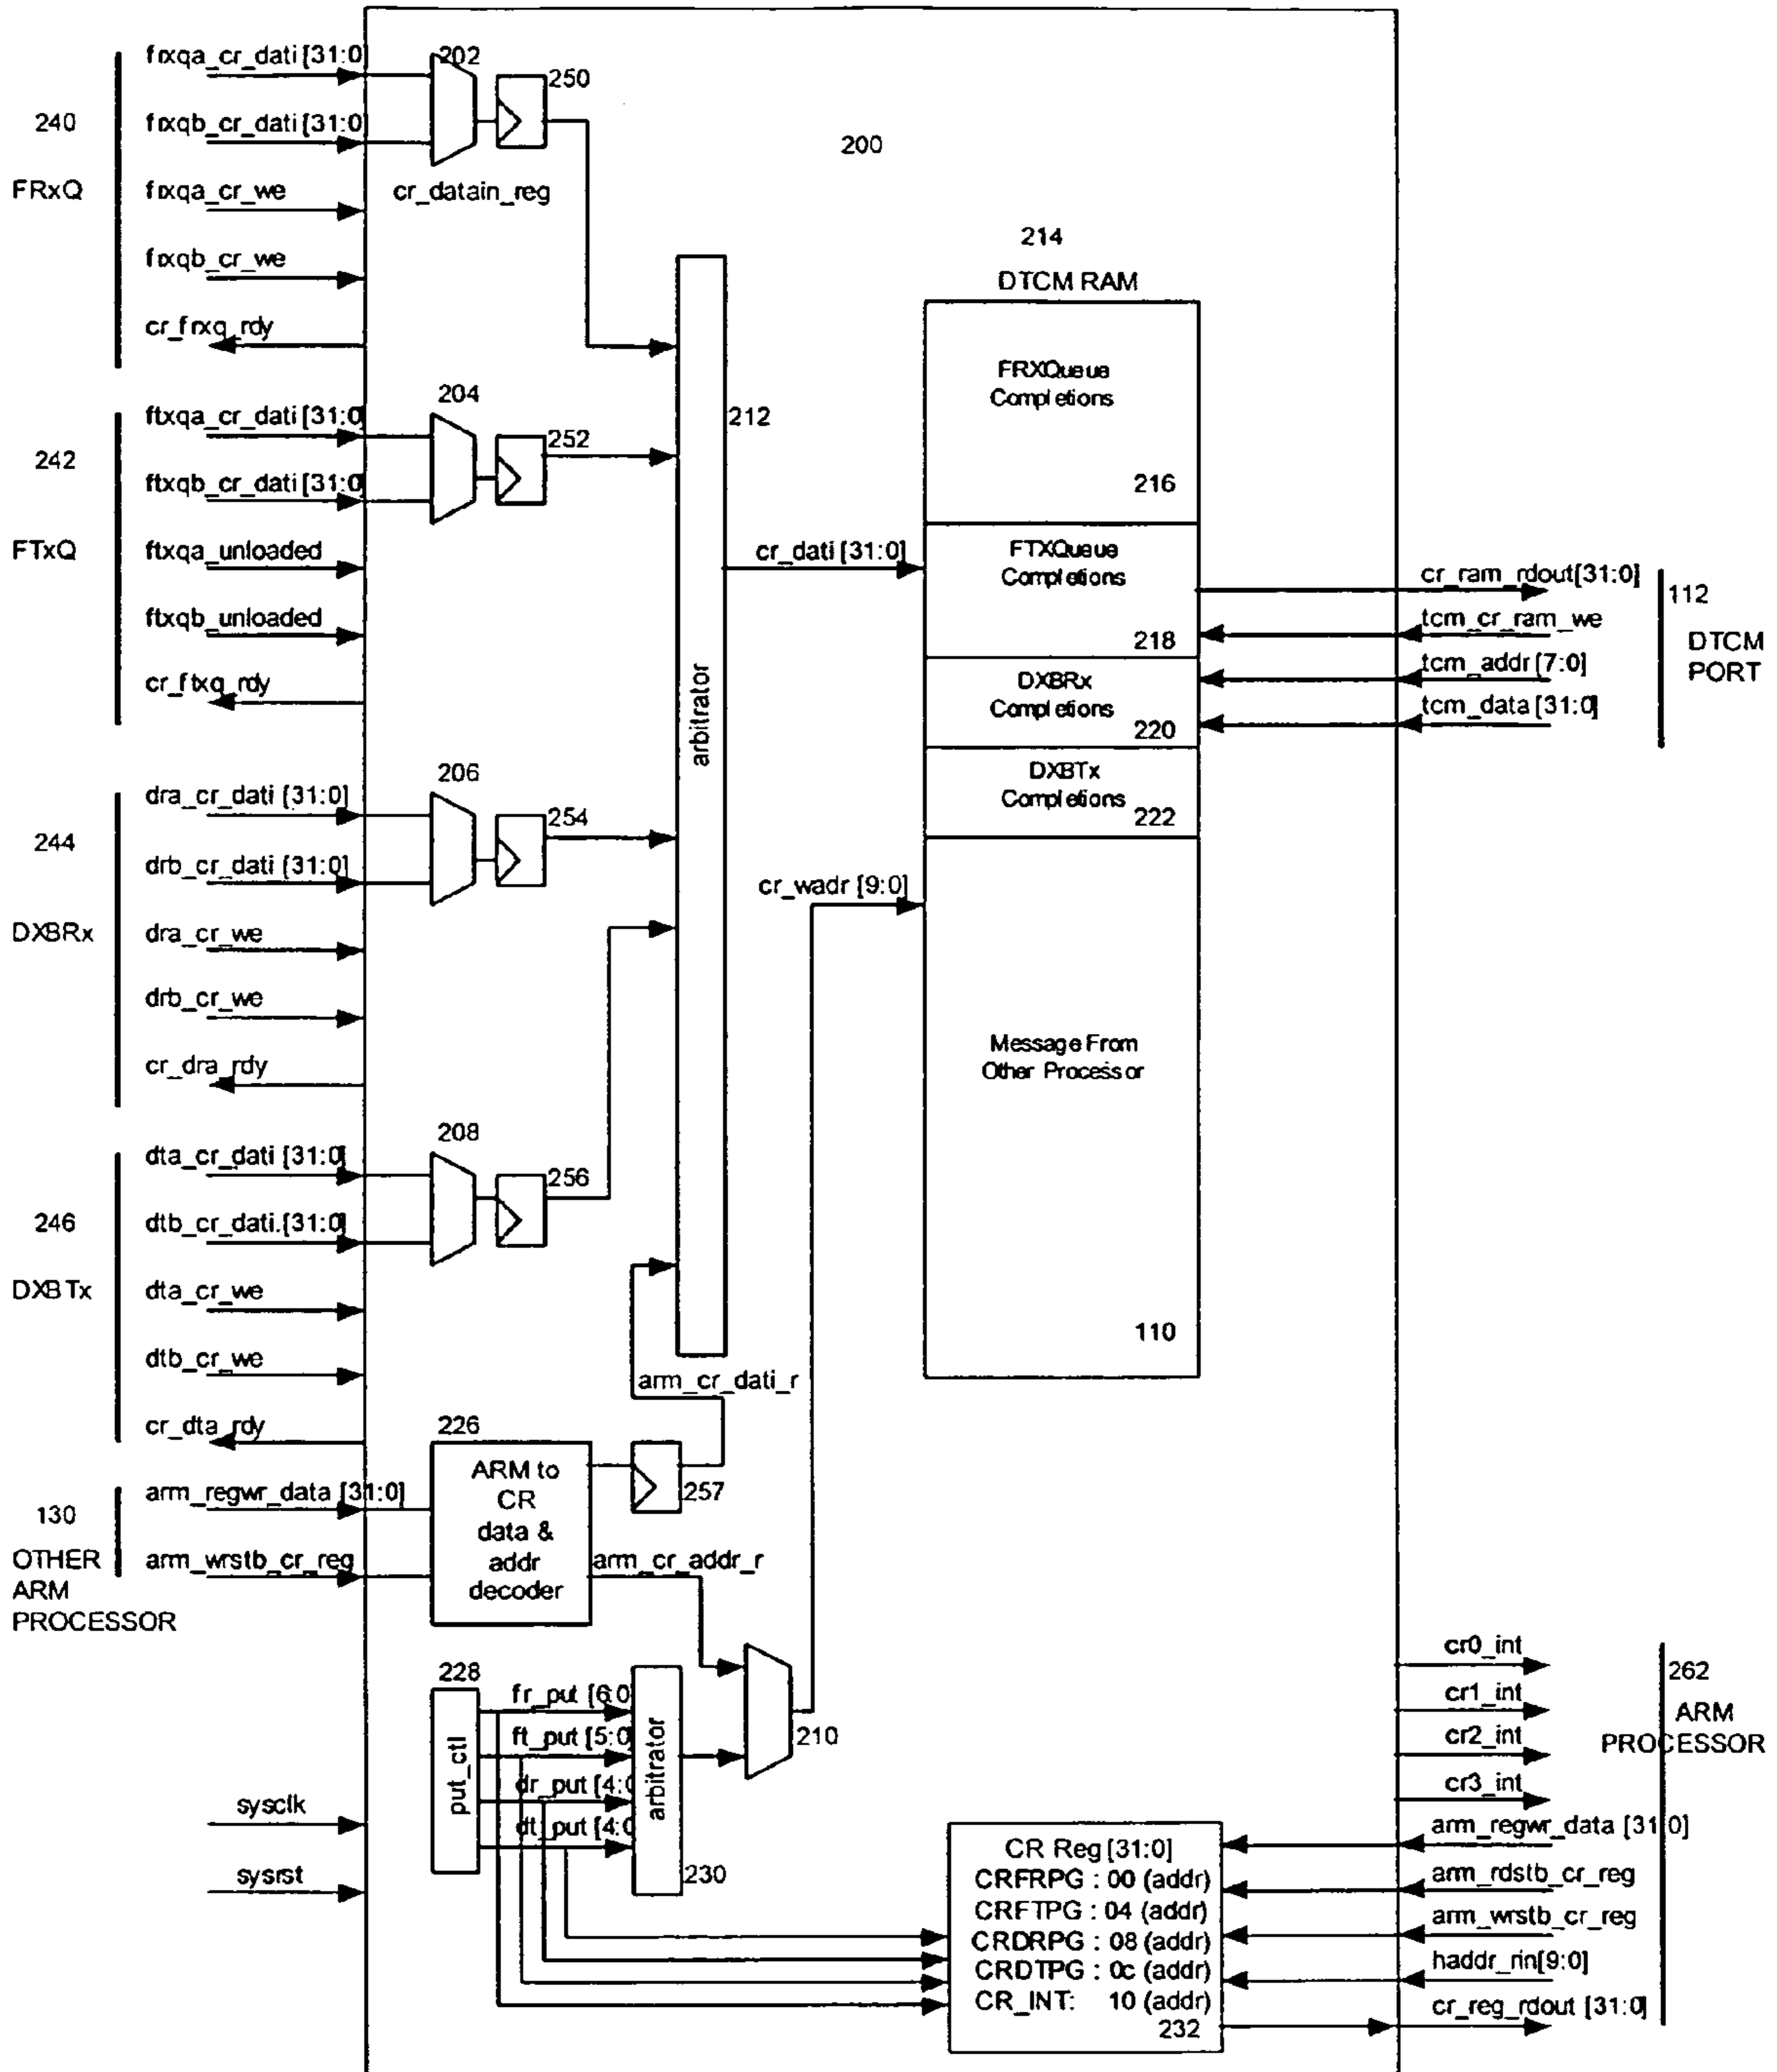 frxqa_cr_dati [31:0]
202
250
240
frxqb_cr_dati [31:0]
200
FRxQ
frxqa_cr_we
cr_datain_reg
frxqb_cr_we
214
DTCM RAM
cr_frxq_rdy
FRXQueue
Completions
216
204
ftxqa_cr_dati [31:0]
212
252
242
ftxqb_cr_dati [31:0]
FTxQ
ftxqa_unloaded
cr_dati [31:0]
FTXQueue
Completions
218
ftxqb_unloaded
cr_ftxq_rdy
arbitrator
cr_ram_rdout[31:0]
112
tcm_cr_ram_we
DTCM
PORT
tcm_addr [7:0]
tcm_data [31:0]
DXBRx
Completions
220
DXBTx
Completions
222
206
dra_cr_dati [31:0]
254
244
drb_cr_dati [31:0]
cr_wadr [9:0]
DXBRx
dra_cr_we
drb_cr_we
cr_dra_rdy
Message From
Other Processor
110
208
dta_cr_dati [31:0]
256
246
dtb_cr_dati.[31:0]
DXBTx
dta_cr_we
dtb_cr_we
arm_cr_dati_r
cr_dta_rdy
226
ARM to
CR
data &
addr
decoder
257
arm_regwr_data [31:0]
130
OTHER
ARM
PROCESSOR
arm_wrstb_cr_reg
arm_cr_addr_r
228
put_ctl
fr_put [6:0
ft_put [5:0]
dr_put [4:0
dt_put [4:0
arbitrator
230
210
cr0_int
262
cr1_int
ARM
PROCESSOR
cr2_int
cr3_int
sysclk
sysrst
CR Reg [31:0]
CRFRPG : 00 (addr)
CRFTPG : 04 (addr)
CRDRPG : 08 (addr)
CRDTPG : 0c (addr)
CR_INT: 10 (addr)
232
arm_regwr_data [31:0]
arm_rdstb_cr_reg
arm_wrstb_cr_reg
haddr_rin[9:0]
cr_reg_rdout [31:0]